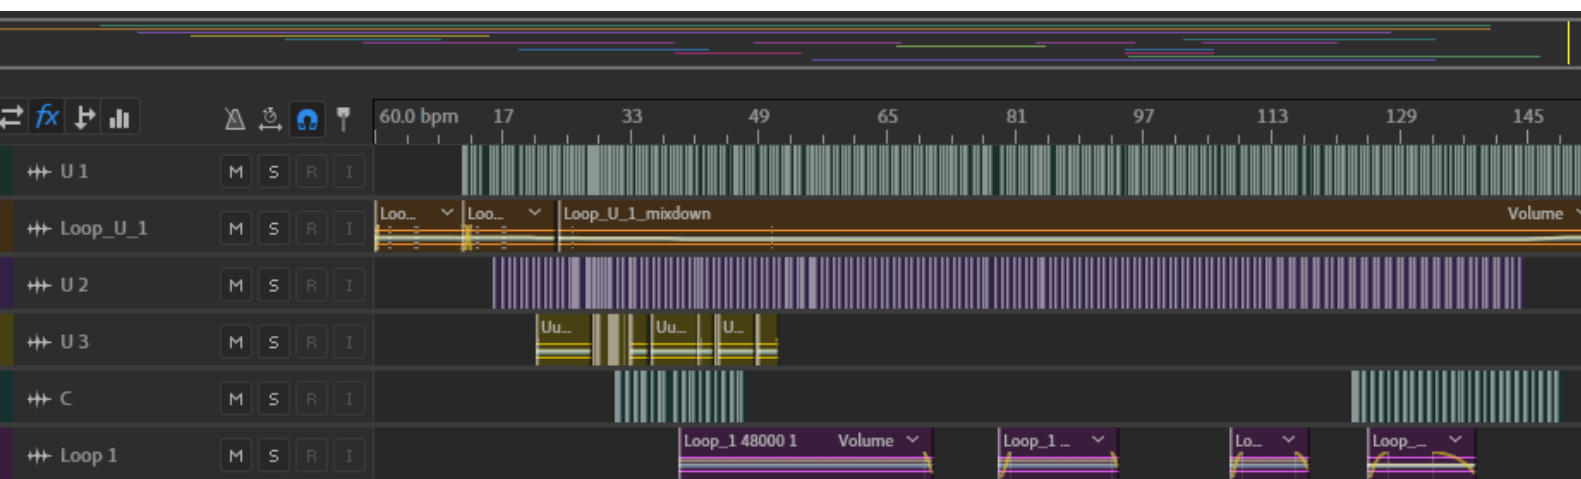 fx 60.0 bpm 17 33 49 65 81 97 113 129 145
U 1 M S R I
Loop_U_1 M S R I Loo... Loo... Loop_U_1_mixdown Volume
U 2 M S R I
U 3 M S R I Uu... Uu... U...
C M S R I
Loop 1 M S R I Loop_1 48000 1 Volume Loop_1 ... Lo... Loop_...